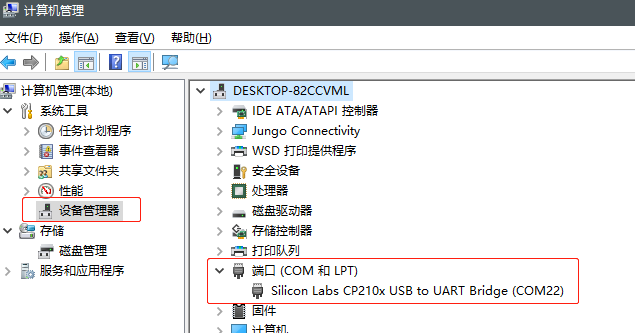 计算机管理
文件(F) 操作(A) 查看(V) 帮助(H)
计算机管理(本地)
系统工具
任务计划程序
事件查看器
共享文件夹
性能
设备管理器
存储
磁盘管理
服务和应用程序
DESKTOP-82CCVML
IDE ATA/ATAPI 控制器
Jungo Connectivity
WSD 打印提供程序
安全设备
处理器
磁盘驱动器
存储控制器
打印队列
端口 (COM 和 LPT)
Silicon Labs CP210x USB to UART Bridge (COM22)
固件
计算机